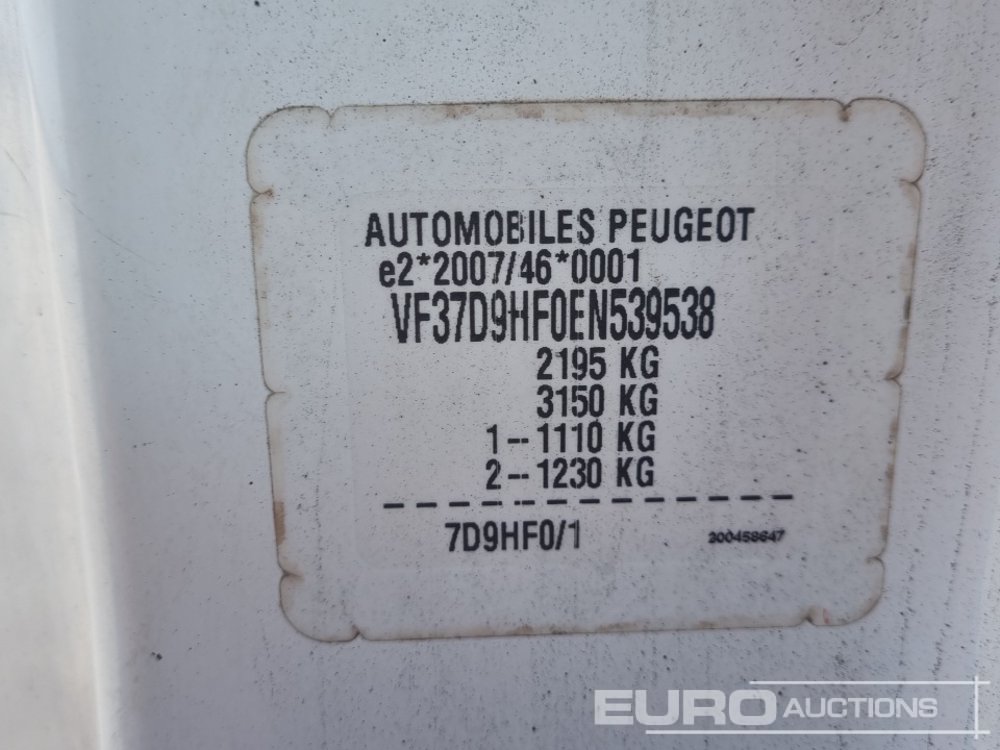 AUTOMOBILES PEUGEOT
e2*2007/46*0001
VF37D9HF0EN539538
2195 KG
3150 KG
1-- 1110 KG
2-- 1230 KG
7D9HF0/1
200458647
EURO AUCTIONS